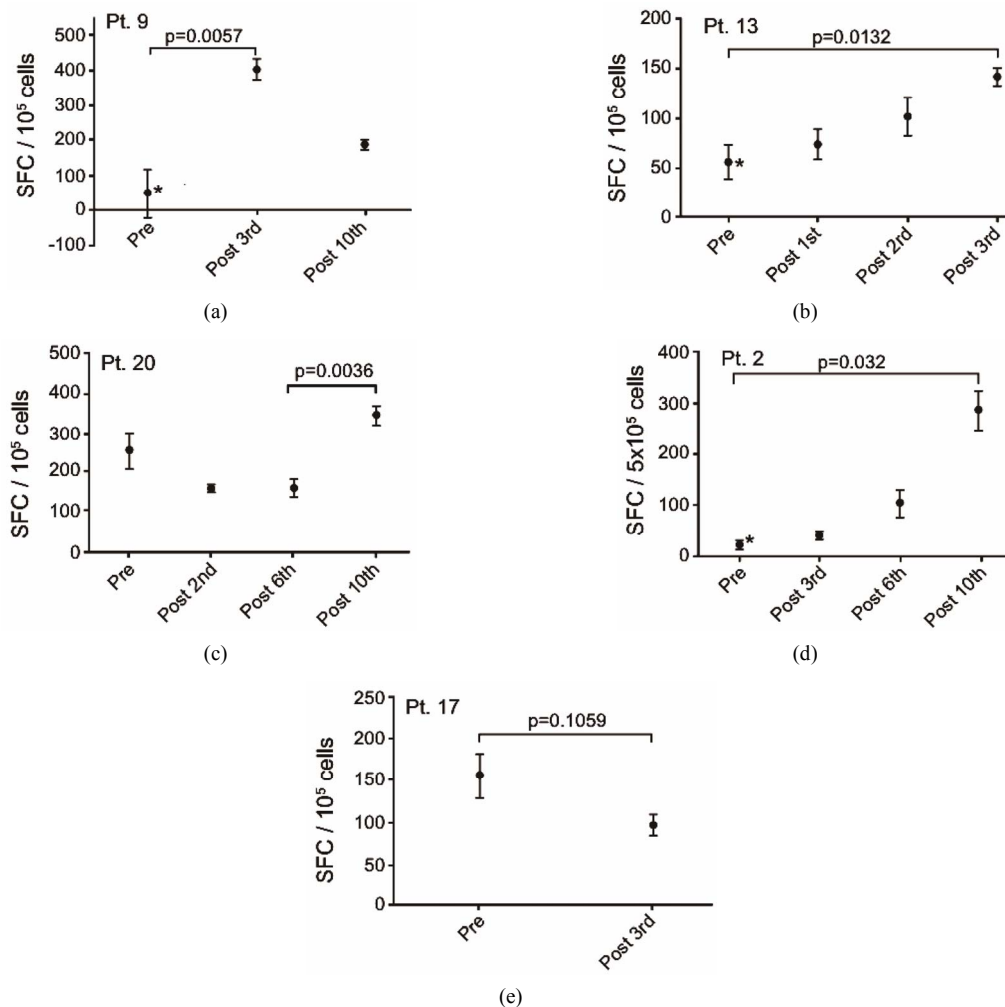 Pt. 9
p=0.0057
SFC / 10⁵ cells
500
400
300
200
100
0
-100
*
Pre
Post 3rd
Post 10th
(a)
Pt. 13
p=0.0132
SFC / 10⁵ cells
200
150
100
50
0
*
Pre
Post 1st
Post 2rd
Post 3rd
(b)
Pt. 20
p=0.0036
SFC / 10⁵ cells
500
400
300
200
100
0
Pre
Post 2nd
Post 6th
Post 10th
(c)
Pt. 2
p=0.032
SFC / 5x10⁵ cells
400
300
200
100
0
*
Pre
Post 3rd
Post 6th
Post 10th
(d)
Pt. 17
p=0.1059
SFC / 10⁵ cells
250
200
150
100
50
0
Pre
Post 3rd
(e)